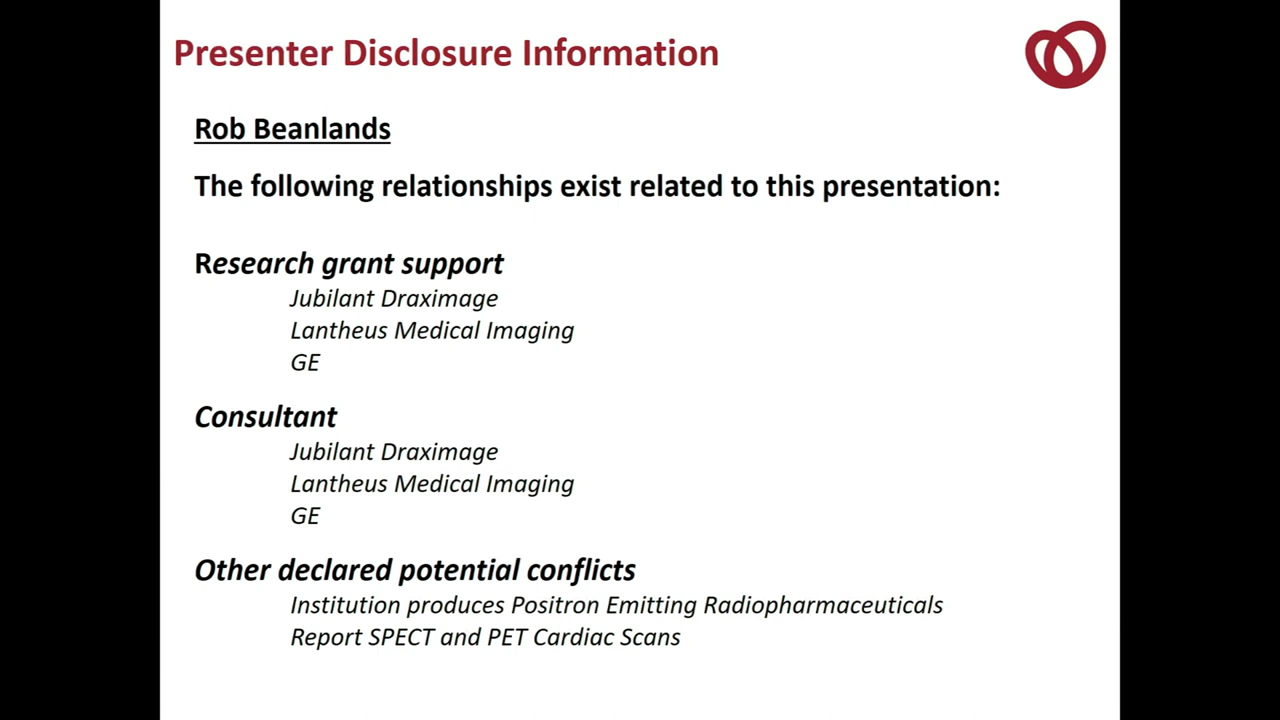 Presenter Disclosure Information
Rob Beanlands
The following relationships exist related to this presentation:
Research grant support
Jubilant Draximage
Lantheus Medical Imaging
GE
Consultant
Jubilant Draximage
Lantheus Medical Imaging
GE
Other declared potential conflicts
Institution produces Positron Emitting Radiopharmaceuticals
Report SPECT and PET Cardiac Scans